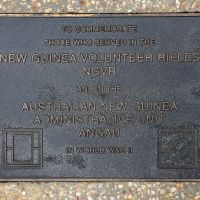 TO COMMEMORATE
THOSE WHO SERVED IN THE
NEW GUINEA VOLUNTEER RIFLES
NGVR
AND IN THE
AUSTRALIAN NEW GUINEA
ADMINISTRATIVE UNIT
ANGAU
IN WORLD WAR II